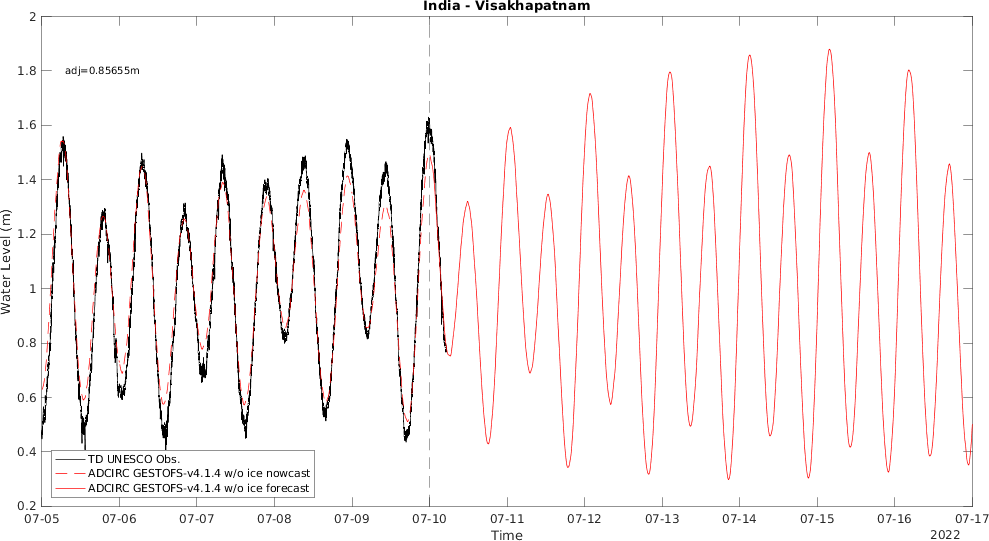 India - Visakhapatnam
2
1.8
1.6
1.4
1.2
1
0.8
0.6
0.4
0.2
Water Level (m)
adj=0.85655m
TD UNESCO Obs.
ADCIRC GESTOFS-v4.1.4 w/o ice nowcast
ADCIRC GESTOFS-v4.1.4 w/o ice forecast
07-05 07-06 07-07 07-08 07-09 07-10 07-11 07-12 07-13 07-14 07-15 07-16 07-17
Time
2022